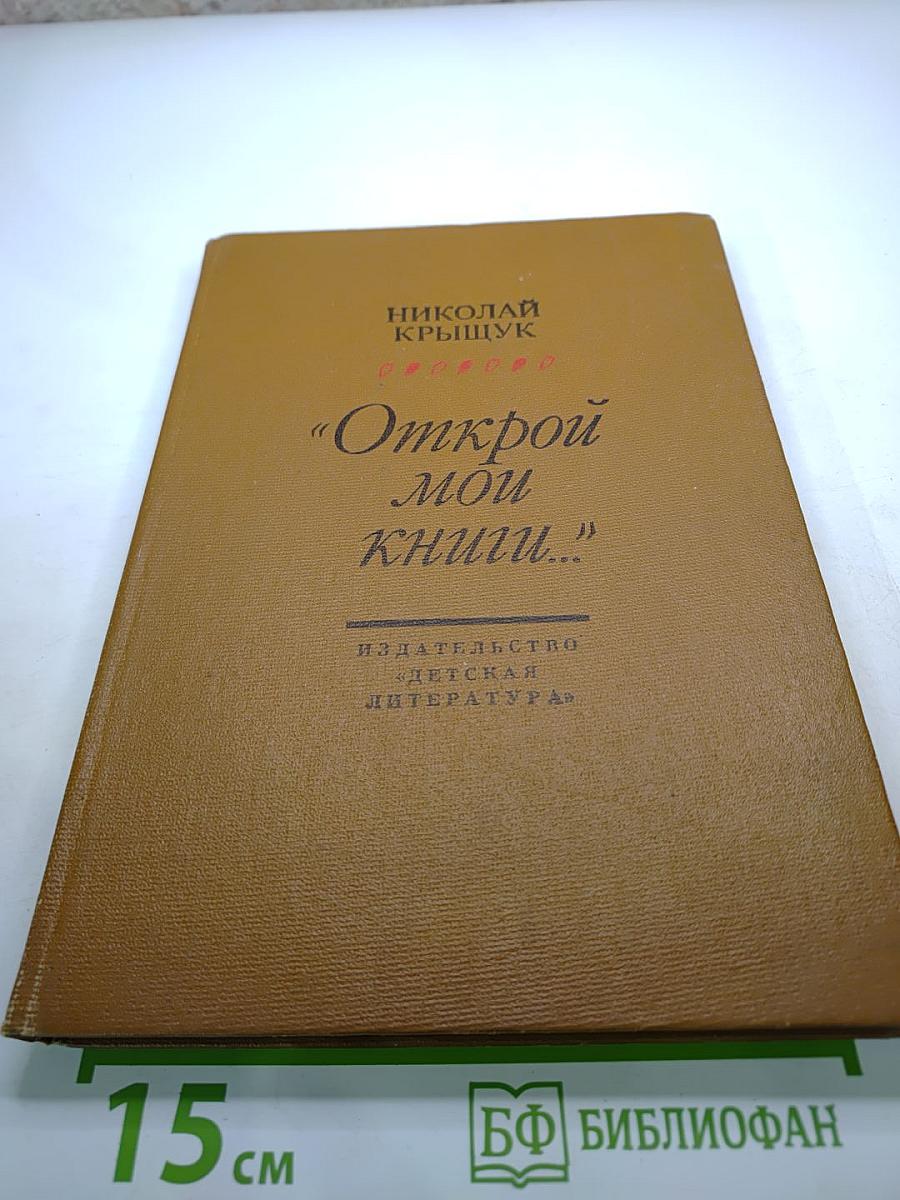 НИКОЛАЙ
КРЫЩУК
«Открой
мои
книги...»
ИЗДАТЕЛЬСТВО
«ДЕТСКАЯ
ЛИТЕРАТУРА»
15 см
БФ БИБЛИОФАН